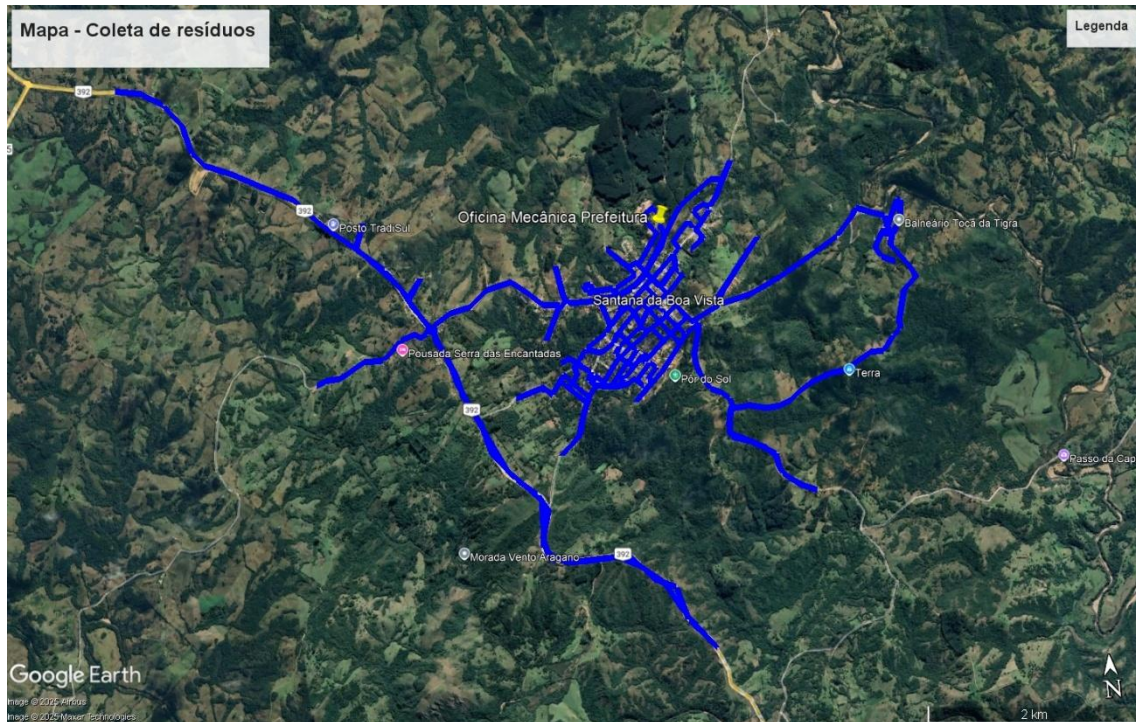 Mapa - Coleta de resíduos
Legenda
392
5
392
Posto TradiSul
Oficina Mecânica Prefeitura
Balneário Toca da Tigra
Santana da Boa Vista
Pousada Serra das Encantadas
Pôr do Sol
Terra
392
Passo da Cap
Morada Vento Aragano
392
Google Earth
Image © 2025 Airbus
Image © 2025 Maxar Technologies
N
2 km